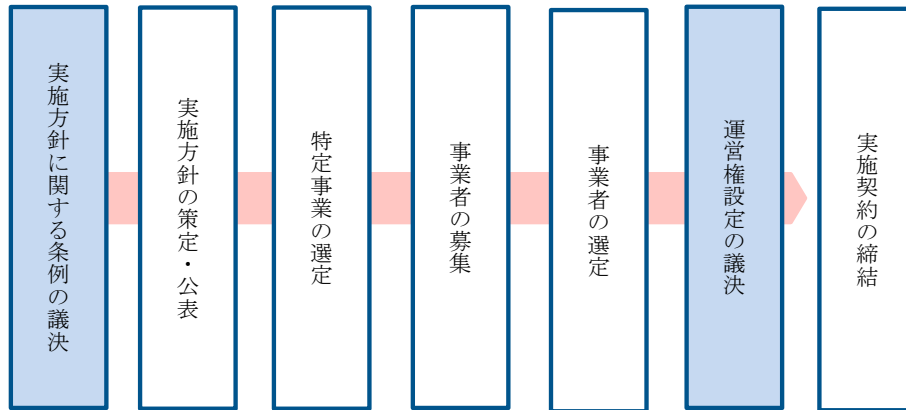 実施方針に関する条例の議決
実施方針の策定・公表
特定事業の選定
事業者の募集
事業者の選定
運営権設定の議決
実施契約の締結